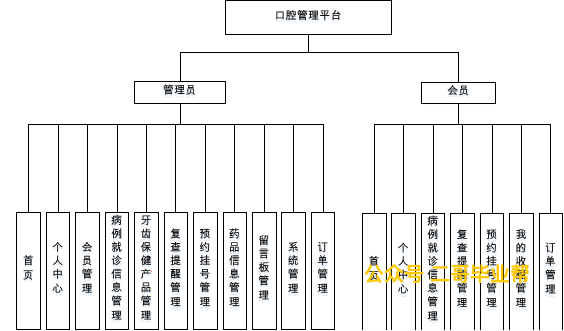 口腔管理平台
管理员
会员
首页
个人中心
会员管理
病例就诊信息管理
牙齿保健产品管理
复查提醒管理
预约挂号管理
药品信息管理
留言板管理
系统管理
订单管理
首页
个人中心
病例就诊信息管理
复查提醒管理
预约挂号管理
我的收藏管理
订单管理
公众号 二哥毕业帮